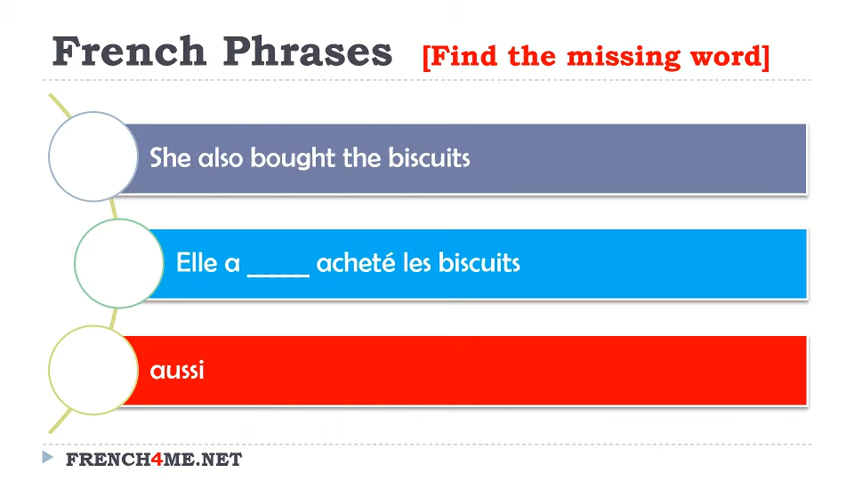 French Phrases [Find the missing word]
She also bought the biscuits
Elle a _____ acheté les biscuits
aussi
FRENCH4ME.NET